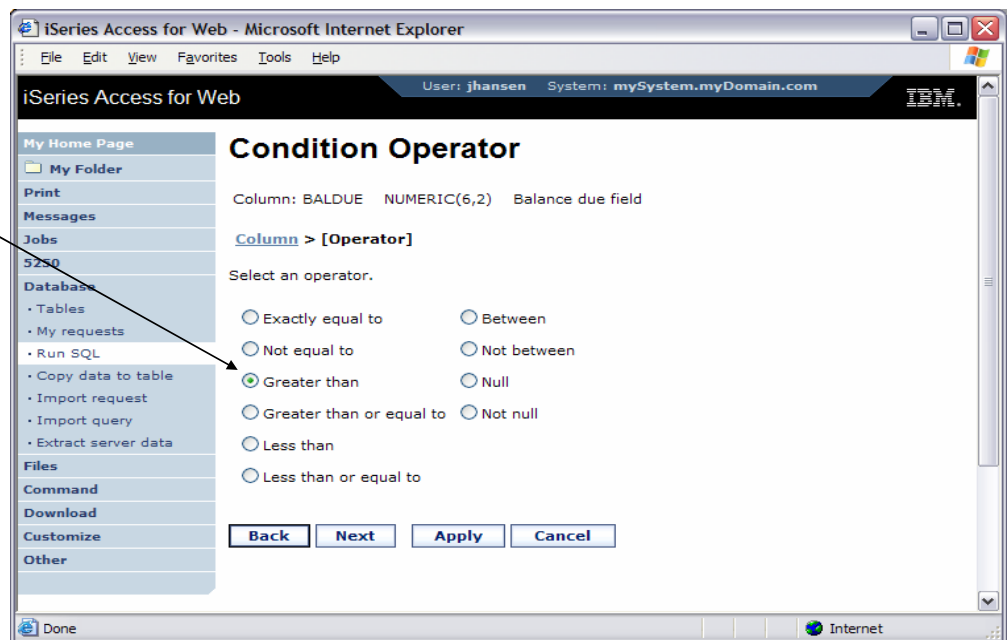 iSeries Access for Web - Microsoft Internet Explorer
File Edit View Favorites Tools Help
iSeries Access for Web
User: jhansen System: mySystem.myDomain.com
IBM.
My Home Page
My Folder
Print
Messages
Jobs
5250
Database
• Tables
• My requests
• Run SQL
• Copy data to table
• Import request
• Import query
• Extract server data
Files
Command
Download
Customize
Other
Condition Operator
Column: BALDUE NUMERIC(6,2) Balance due field
Column > [Operator]
Select an operator.
Exactly equal to
Not equal to
Greater than
Greater than or equal to
Less than
Less than or equal to
Between
Not between
Null
Not null
Back Next Apply Cancel
Done
Internet